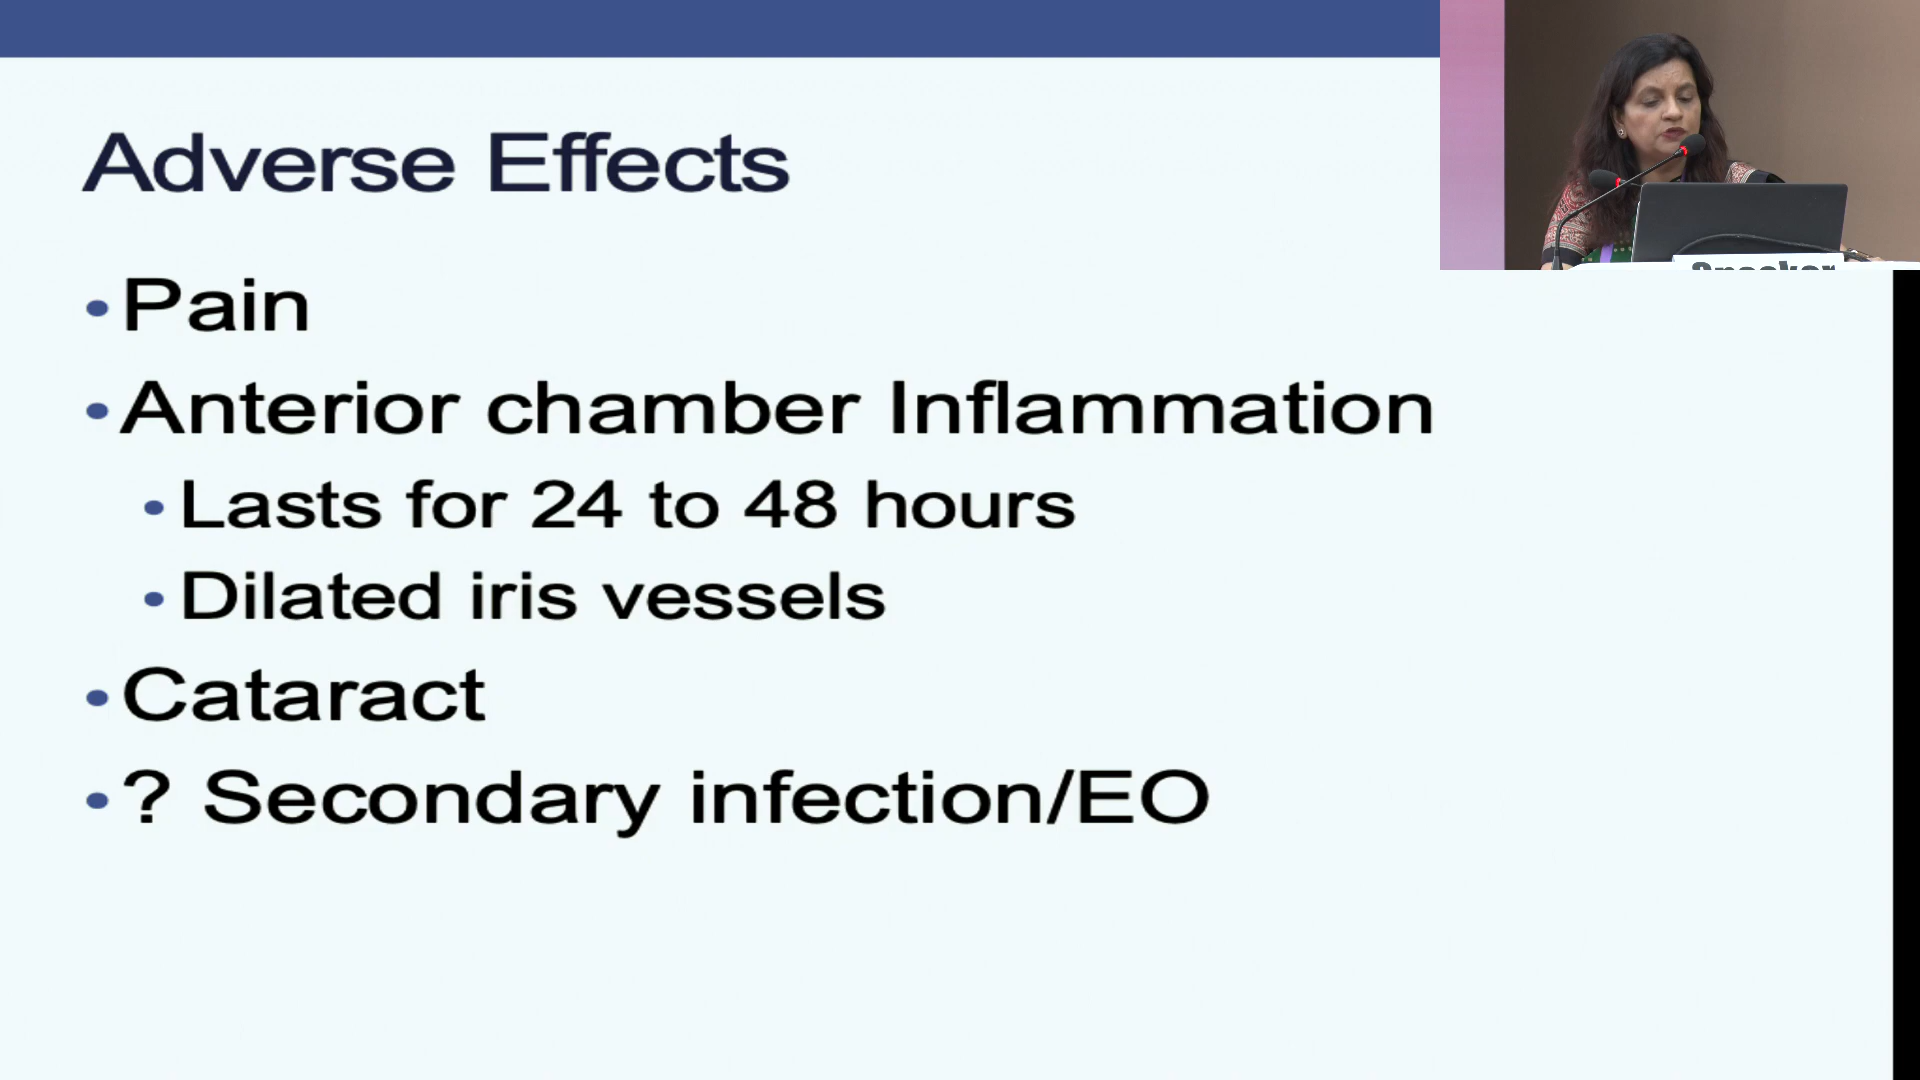 Adverse Effects
• Pain
• Anterior chamber Inflammation
• Lasts for 24 to 48 hours
• Dilated iris vessels
• Cataract
• ? Secondary infection/EO
Speaker